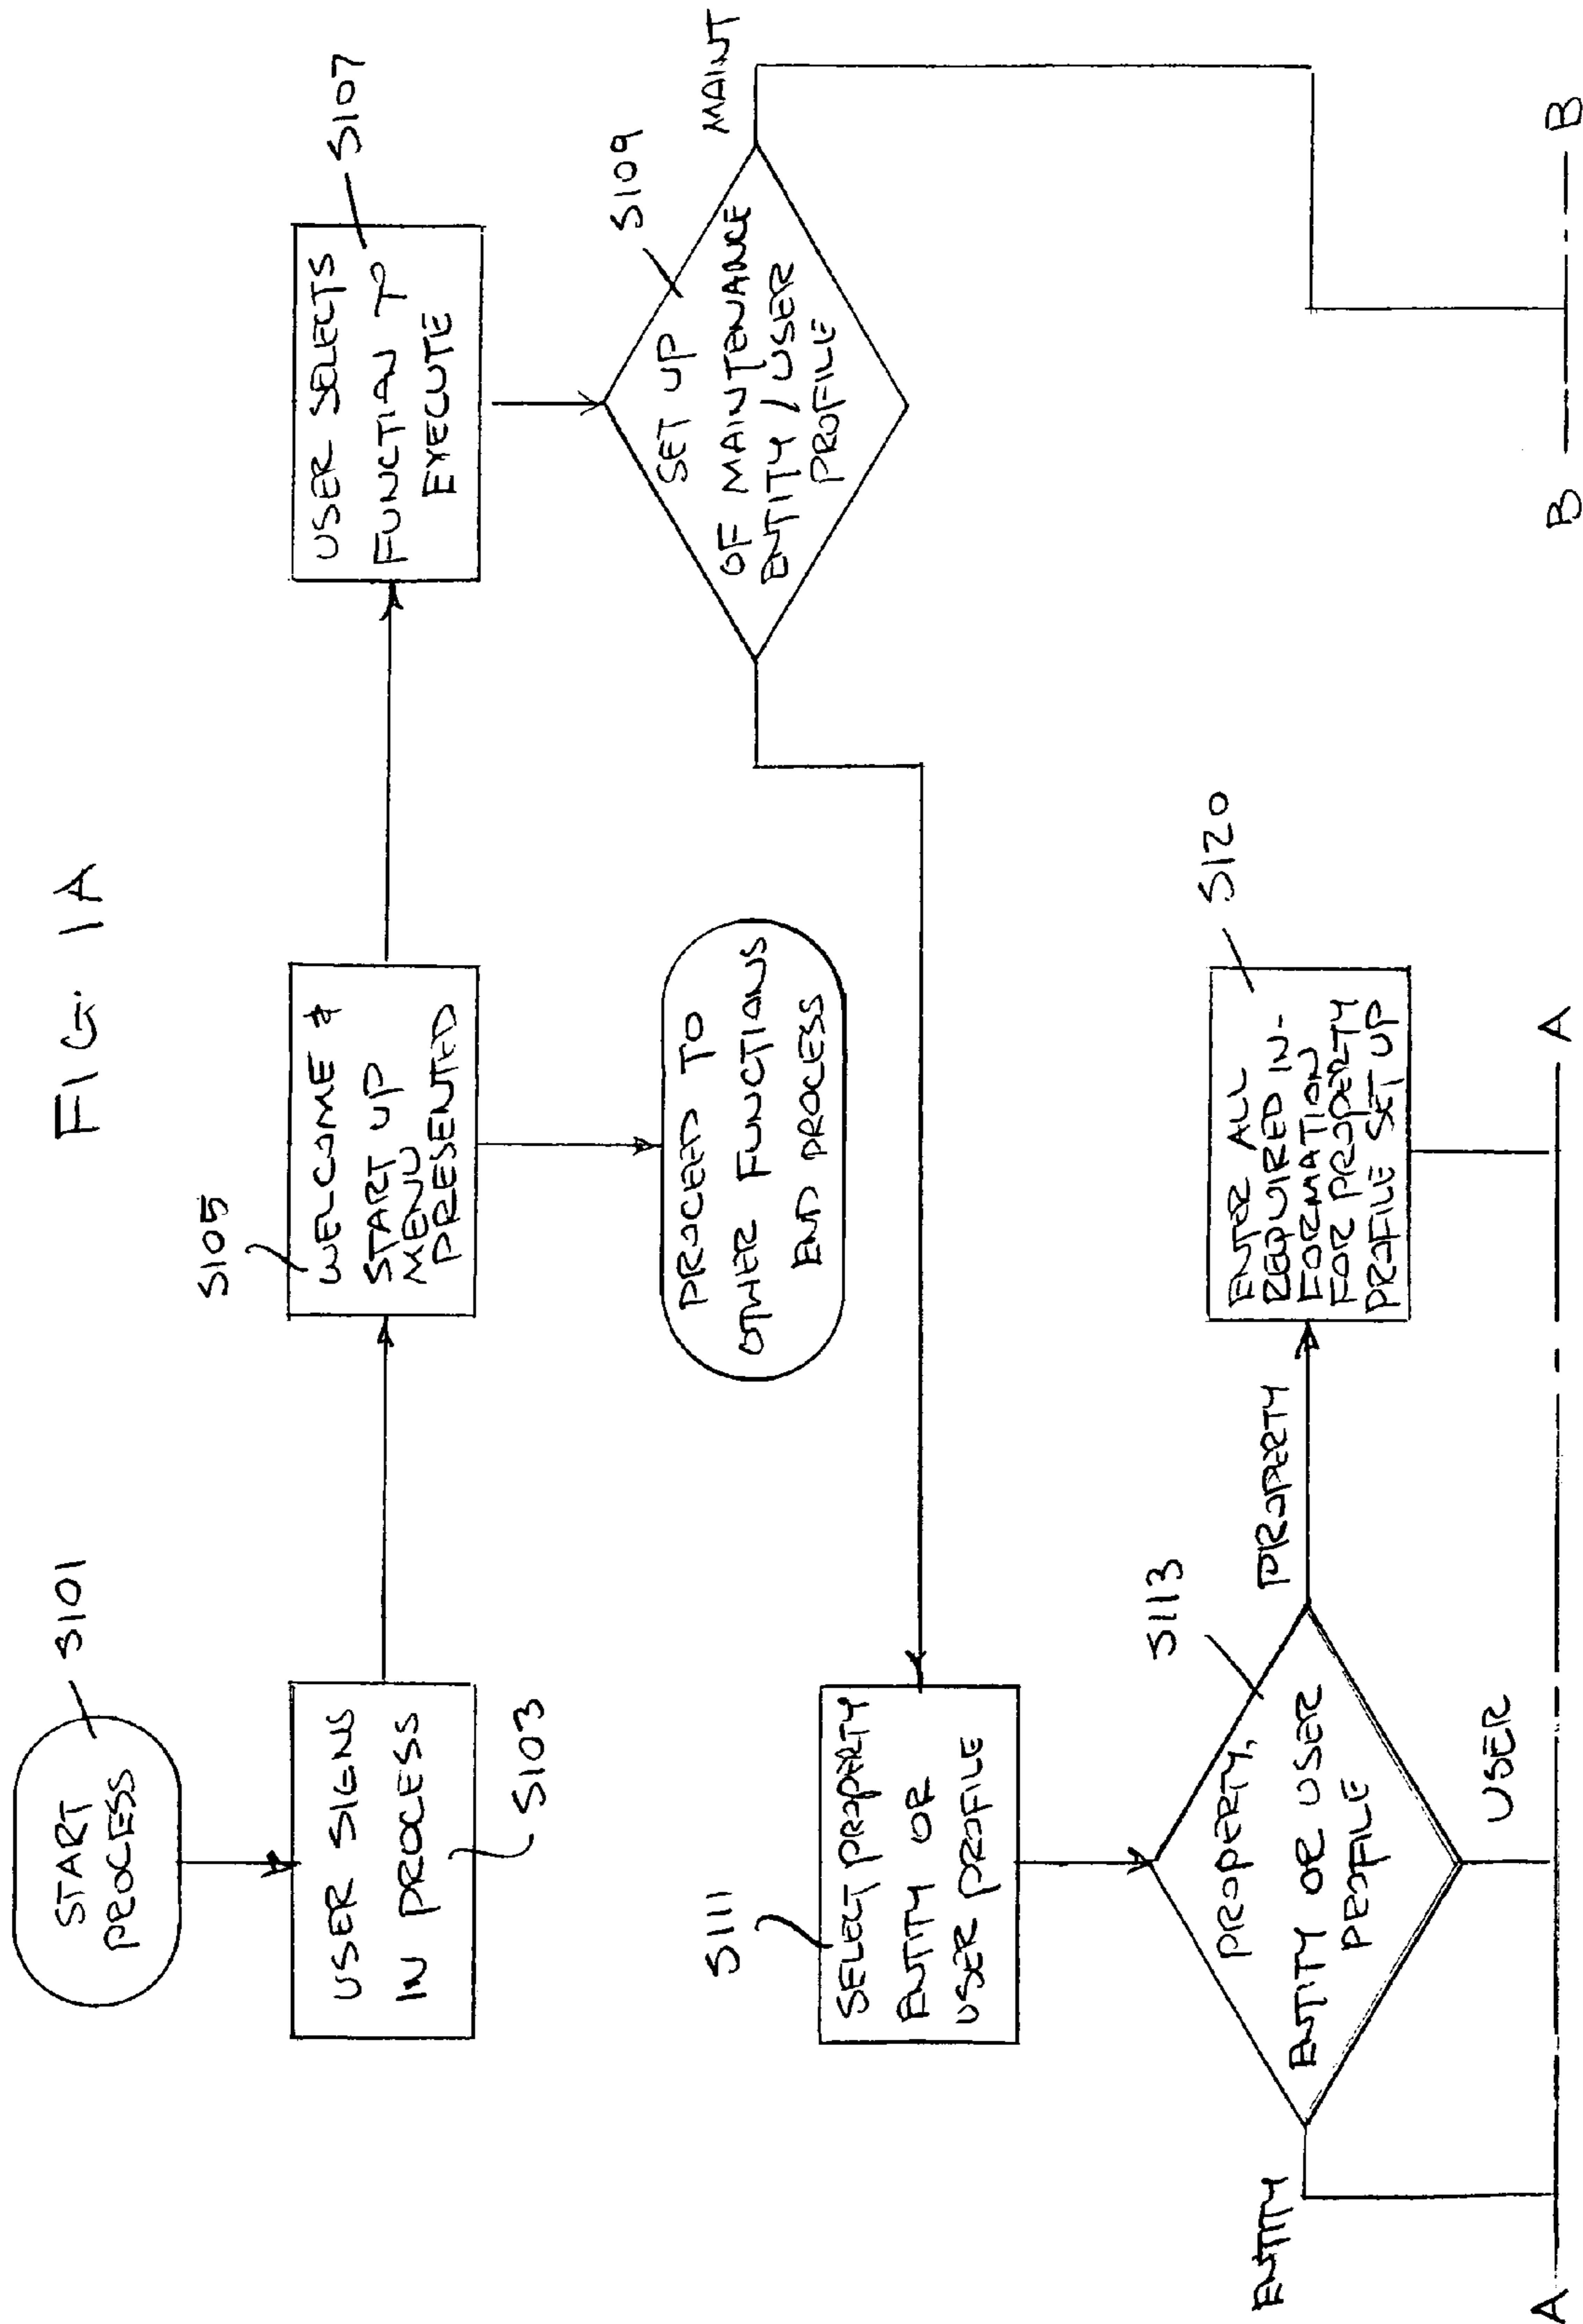 FIG. 1A
START
PROCESS
S101
USER SIGNS
IN PROCESS
S103
S105
WELCOME &
START UP
MENU
PRESENTED
PROCEED TO
OTHER FUNCTIONS
END PROCESS
USER SELECTS
FUNCTION TO
EXECUTE
S107
SET UP
OF MAINTENANCE
ENTITY / USER
PROFILE
S109
MAINT
S111
SELECT PROPERTY
ENTITY OR
USER PROFILE
S113
PROPERTY,
ENTITY OR USER
PROFILE
ENTITY
PROPERTY
USER
S120
ENTER ALL
REQUIRED IN-
FORMATION
FOR PROPERTY
PROFILE SET UP
A A
B B